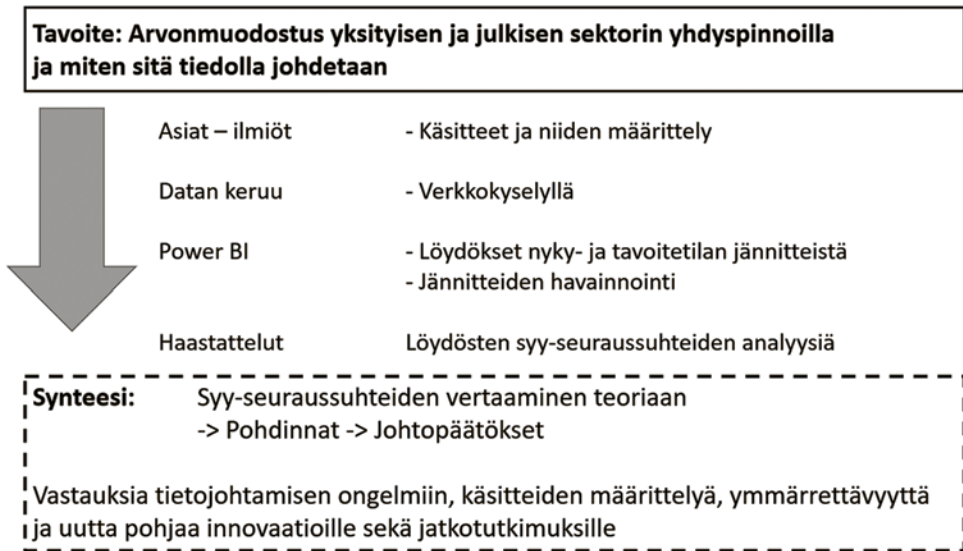 Tavoite: Arvonmuodostus yksityisen ja julkisen sektorin yhdyspinnoilla
ja miten sitä tiedolla johdetaan
Asiat – ilmiöt - Käsitteet ja niiden määrittely
Datan keruu - Verkkokyselyllä
Power BI - Löydökset nyky- ja tavoitetilan jännitteistä
- Jännitteiden havainnointi
Haastattelut Löydösten syy-seuraussuhteiden analyysiä
Synteesi: Syy-seuraussuhteiden vertaaminen teoriaan
-> Pohdinnat -> Johtopäätökset
Vastauksia tietojohtamisen ongelmiin, käsitteiden määrittelyä, ymmärrettävyyttä
ja uutta pohjaa innovaatioille sekä jatkotutkimuksille